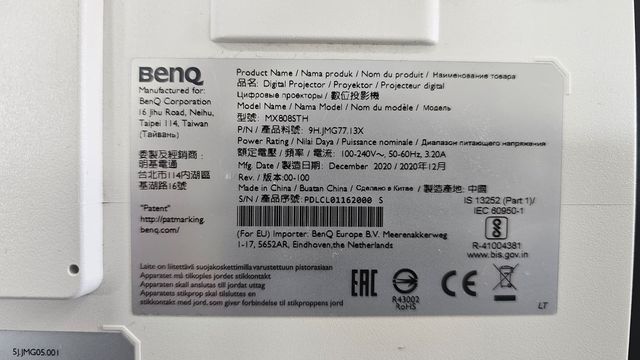 BenQ
Manufactured for:
BenQ Corporation
16 Jihu Road, Neihu,
Taipei 114, Taiwan
(Тайвань)
委製及經銷商:
明基電通
台北市114內湖區
基湖路16號
"Patent"
http://patmarking.
benq.com/
Product Name / Nama produk / Nom du produit / Наименование товара
品名: Digital Projector / Proyektor / Projecteur digital
Цифровые проекторы / 數位投影機
Model Name / Nama Model / Nom du modèle / Модель
型號: MX808STH
P/N / 產品料號: 9H.JMG77.13X
Power Rating / Nilai Daya / Puissance nominale / Диапазон питающего напряжения
額定電壓 / 頻率 / 電流: 100-240V~, 50-60Hz, 3.20A
Mfg. Date / 製造日期: December 2020 / 2020年12月
Rev. / 版本:00-100
Made in China / Buatan China / Сделано в Китае / 製造產地: 中國
S/N / 產品序號: PDLCL01162000 S
(For EU) Importer: BenQ Europe B.V. Meerenakkerweg
1-17, 5652AR, Eindhoven,the Netherlands
IS 13252 (Part 1)/
IEC 60950-1
R-41004381
www.bis.gov.in
Laite on liitettävä suojakoskettimilla varustettuun pistorasiaan
Apparatet må tilkoples jordet stikkontakt
Apparaten skall anslutas till jordat uttag
Apparatets stikprop skal tilsluttes en
stikkontakt med jord, som giver forbindelse til stikproppens jord
EAC
R43002
RoHS
CE
LT
5J.JMG05.001